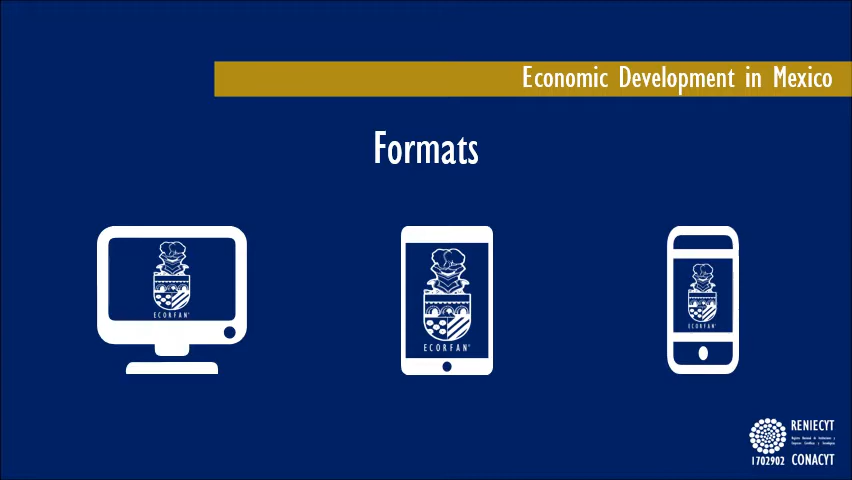 Economic Development in Mexico
Formats
ECORFAN®
ECORFAN®
ECORFAN®
RENIECYT
1702902 CONACYT